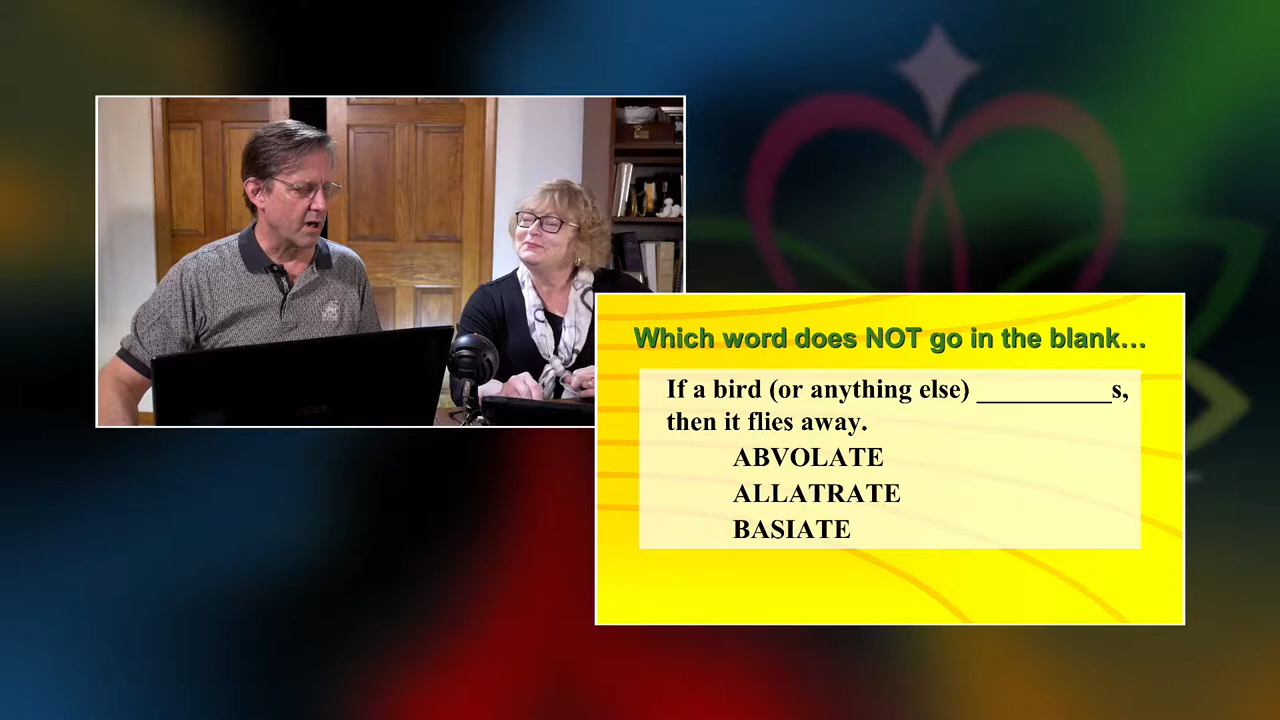 Which word does NOT go in the blank…
If a bird (or anything else) __________s,
then it flies away.
ABVOLATE
ALLATRATE
BASIATE